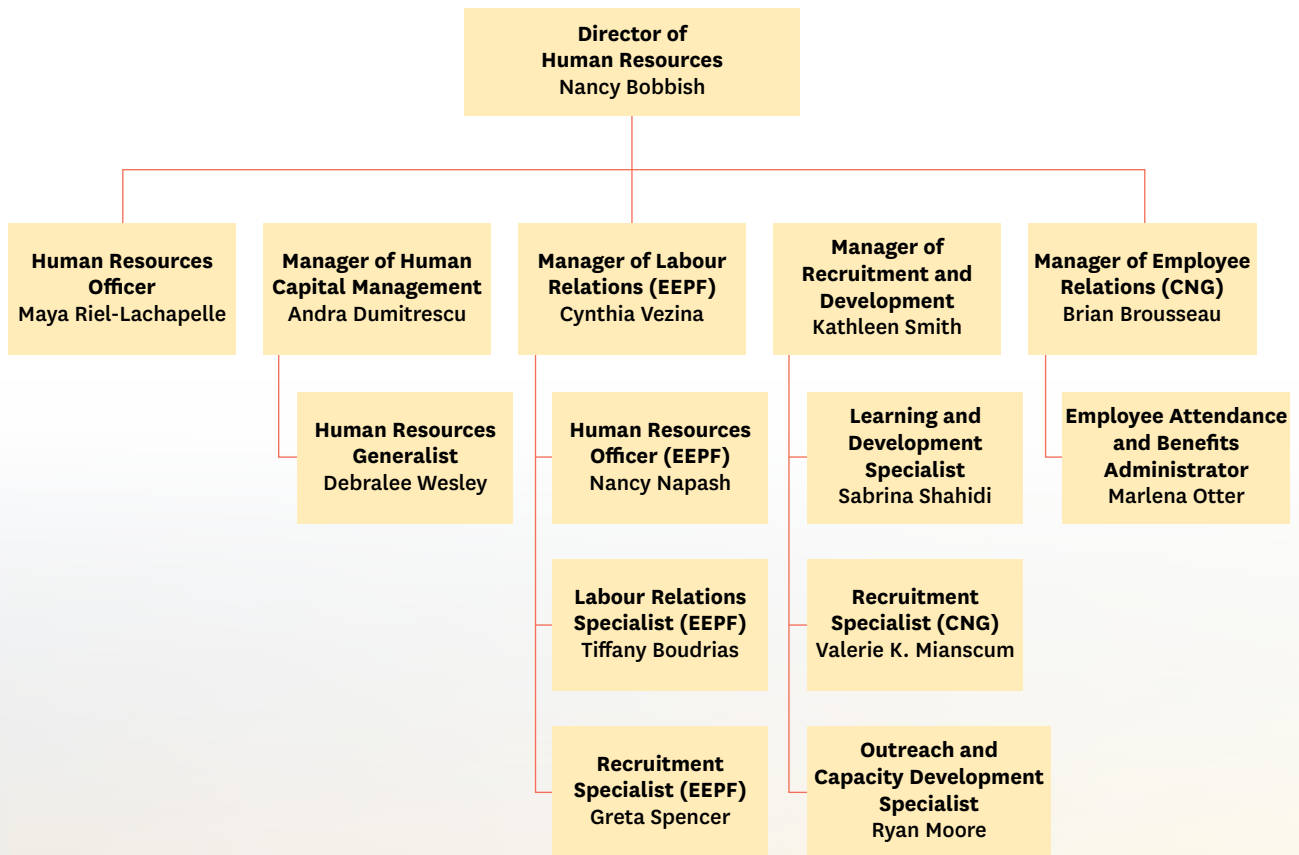 Director of
Human Resources
Nancy Bobbish
Human Resources
Officer
Maya Riel-Lachapelle
Manager of Human
Capital Management
Andra Dumitrescu
Manager of Labour
Relations (EEPF)
Cynthia Vezina
Manager of
Recruitment and
Development
Kathleen Smith
Manager of Employee
Relations (CNG)
Brian Brousseau
Human Resources
Generalist
Debralee Wesley
Human Resources
Officer (EEPF)
Nancy Napash
Learning and
Development
Specialist
Sabrina Shahidi
Employee Attendance
and Benefits
Administrator
Marlena Otter
Labour Relations
Specialist (EEPF)
Tiffany Boudrias
Recruitment
Specialist (CNG)
Valerie K. Mianscum
Recruitment
Specialist (EEPF)
Greta Spencer
Outreach and
Capacity Development
Specialist
Ryan Moore